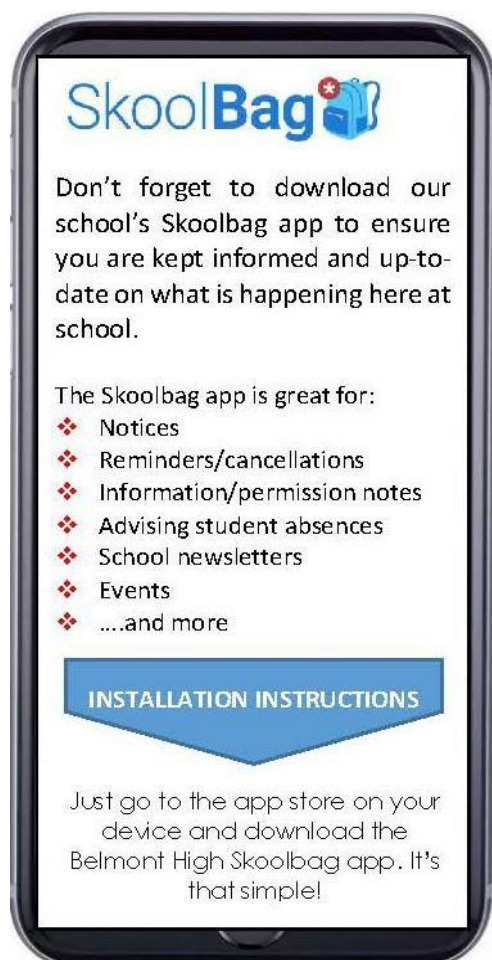 SkoolBag
Don't forget to download our
school's Skoolbag app to ensure
you are kept informed and up-to-
date on what is happening here at
school.
The Skoolbag app is great for:
❖ Notices
❖ Reminders/cancellations
❖ Information/permission notes
❖ Advising student absences
❖ School newsletters
❖ Events
❖ ....and more
INSTALLATION INSTRUCTIONS
Just go to the app store on your
device and download the
Belmont High Skoolbag app. It's
that simple!